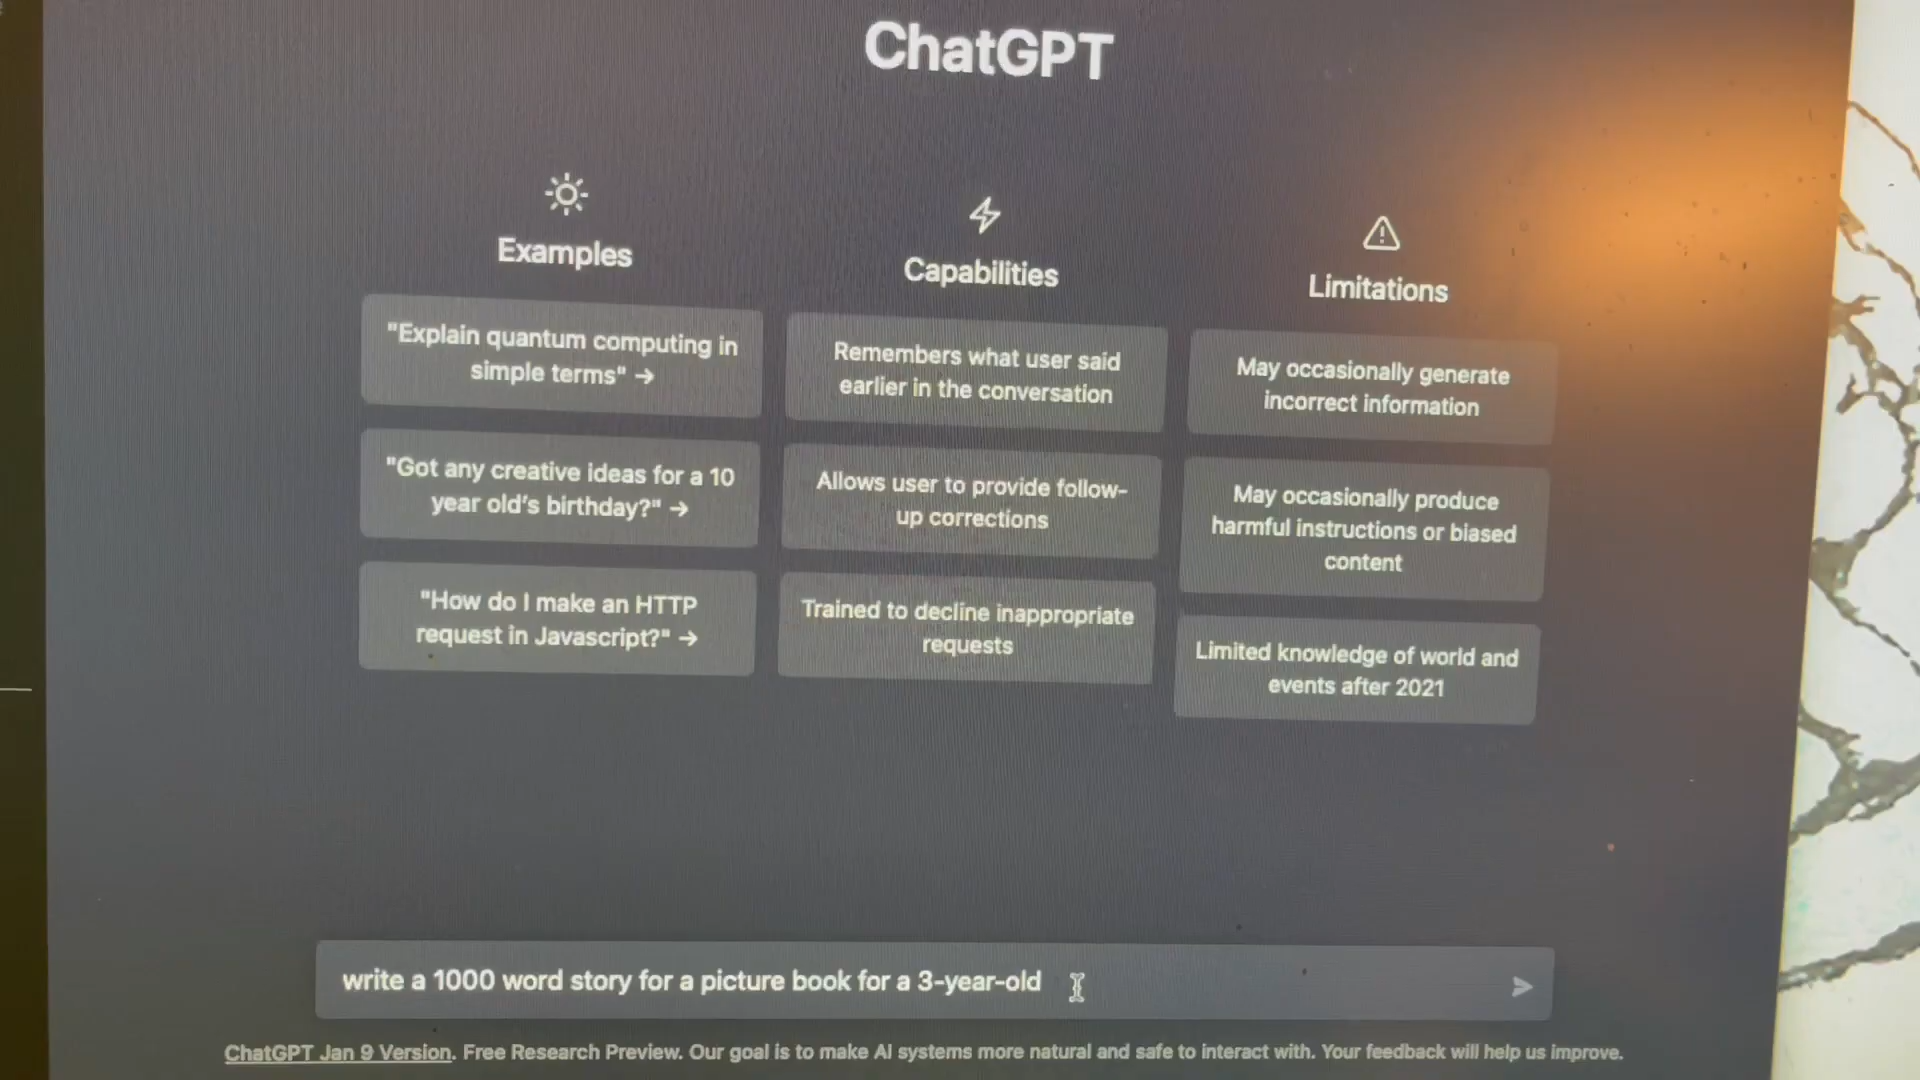 ChatGPT
Examples
"Explain quantum computing in
simple terms" →
"Got any creative ideas for a 10
year old's birthday?" →
"How do I make an HTTP
request in Javascript?" →
Capabilities
Remembers what user said
earlier in the conversation
Allows user to provide follow-
up corrections
Trained to decline inappropriate
requests
Limitations
May occasionally generate
incorrect information
May occasionally produce
harmful instructions or biased
content
Limited knowledge of world and
events after 2021
write a 1000 word story for a picture book for a 3-year-old
ChatGPT Jan 9 Version. Free Research Preview. Our goal is to make AI systems more natural and safe to interact with. Your feedback will help us improve.